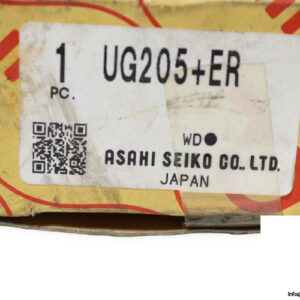 1 UG205+ER
PC.
WD●
ASAHI SEIKO CO., LTD.
JAPAN